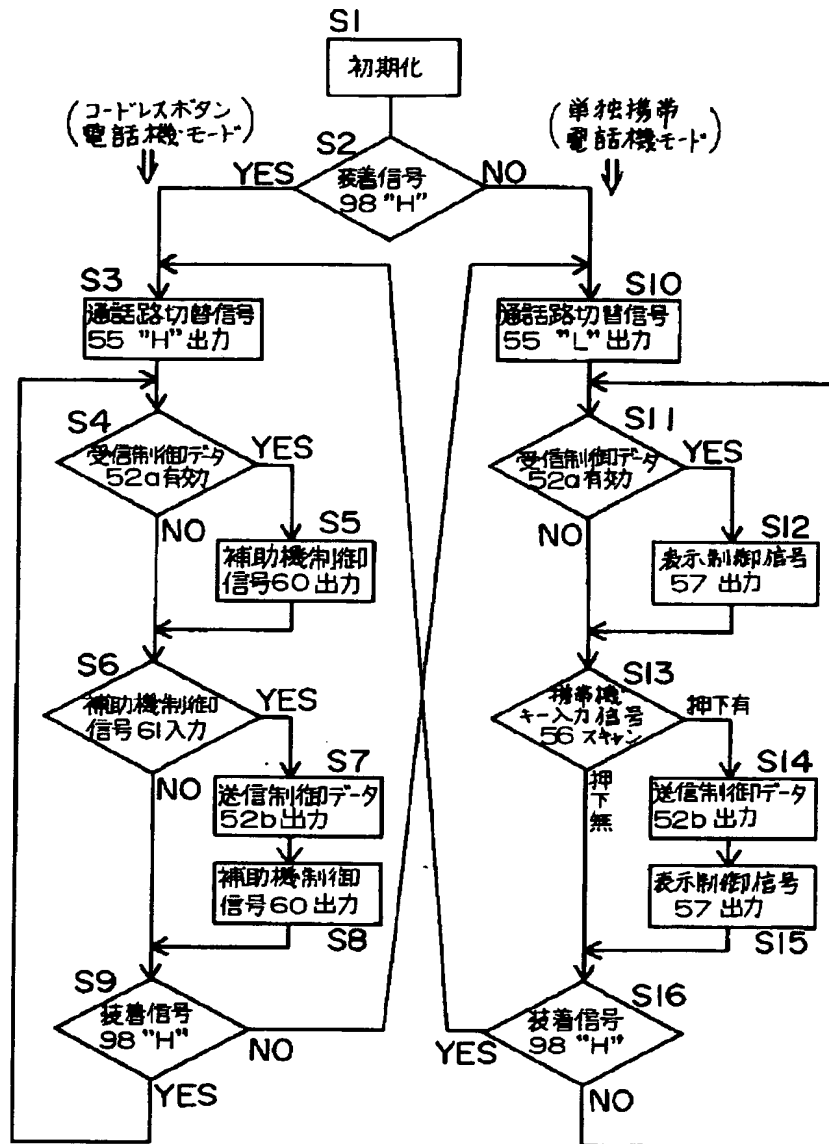 S1
初期化
(コードレスボタン
電話機モード)
(単独携帯
電話機モード)
S2
YES
装着信号
98 "H"
NO
S3
通話路切替信号
55 "H" 出力
S4
受信制御データ
52a有効
YES
NO
S5
補助機制御
信号60出力
S6
補助機制御
信号61入力
YES
NO
S7
送信制御データ
52b出力
補助機制御
信号60出力
S8
S9
装着信号
98 "H"
NO
YES
S10
通話路切替信号
55 "L" 出力
S11
受信制御データ
52a有効
YES
NO
S12
表示制御信号
57 出力
S13
携帯機
キー入力信号
56 スキャン
押下有
押下無
S14
送信制御データ
52b出力
表示制御信号
57 出力
S15
S16
装着信号
98 "H"
YES
NO